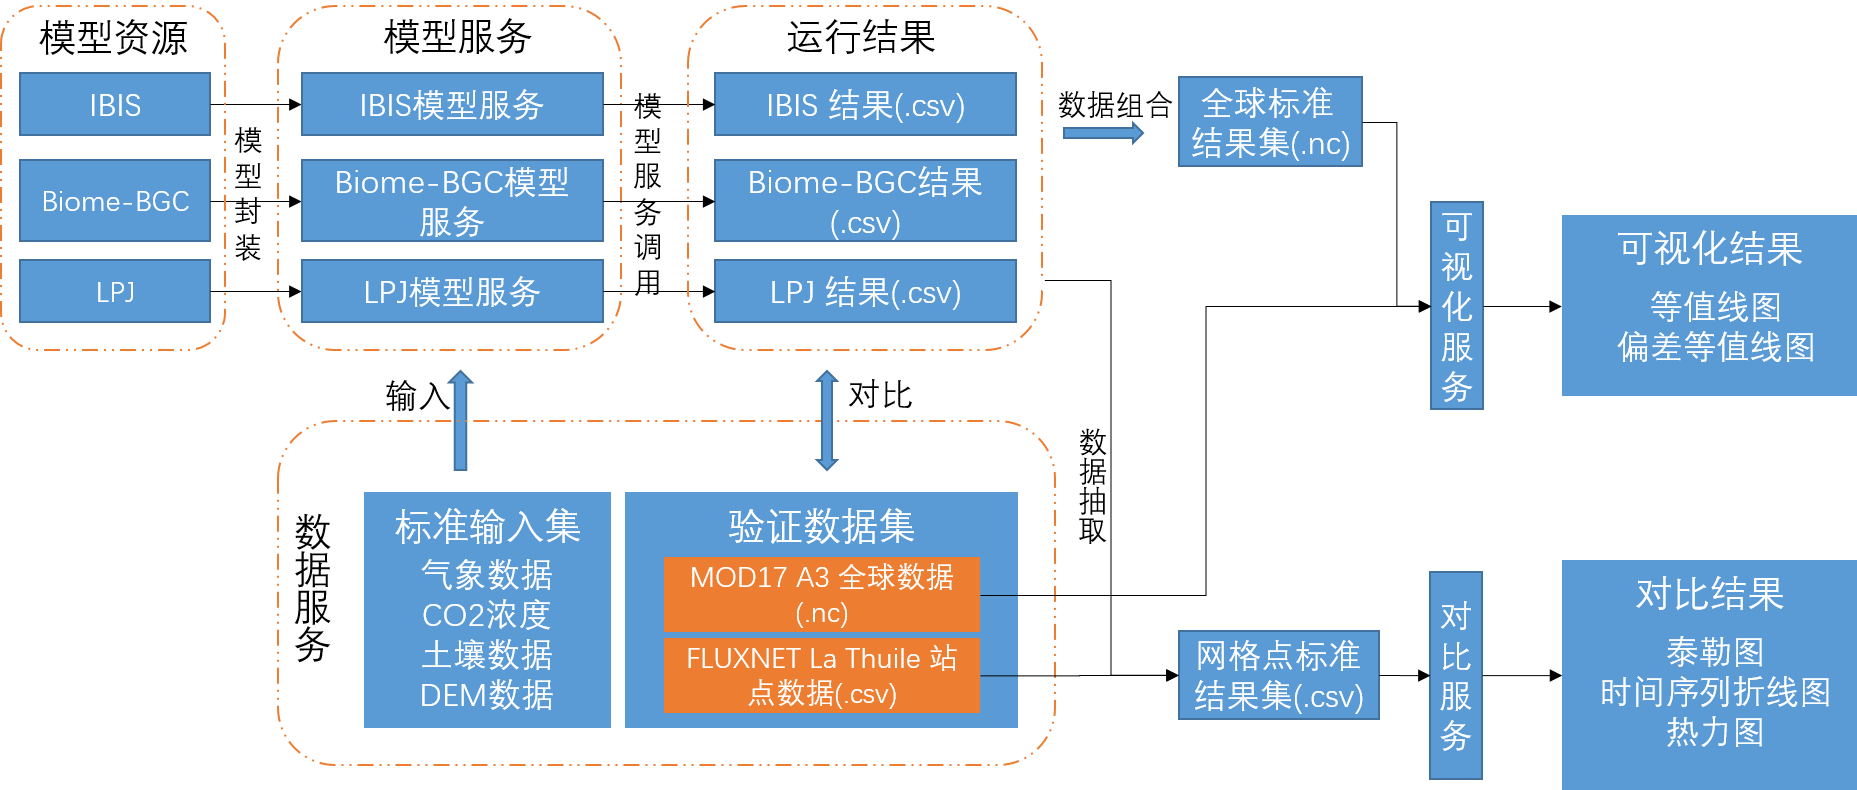 模型资源
IBIS
Biome-BGC
LPJ
模型封装
模型服务
IBIS模型服务
Biome-BGC模型
服务
LPJ模型服务
模型服务调用
运行结果
IBIS 结果(.csv)
Biome-BGC结果
(.csv)
LPJ 结果(.csv)
数据组合
全球标准
结果集(.nc)
可视化服务
可视化结果
等值线图
偏差等值线图
输入
对比
数据抽取
数据服务
标准输入集
气象数据
CO2浓度
土壤数据
DEM数据
验证数据集
MOD17 A3 全球数据
(.nc)
FLUXNET La Thuile 站
点数据(.csv)
网格点标准
结果集(.csv)
对比服务
对比结果
泰勒图
时间序列折线图
热力图